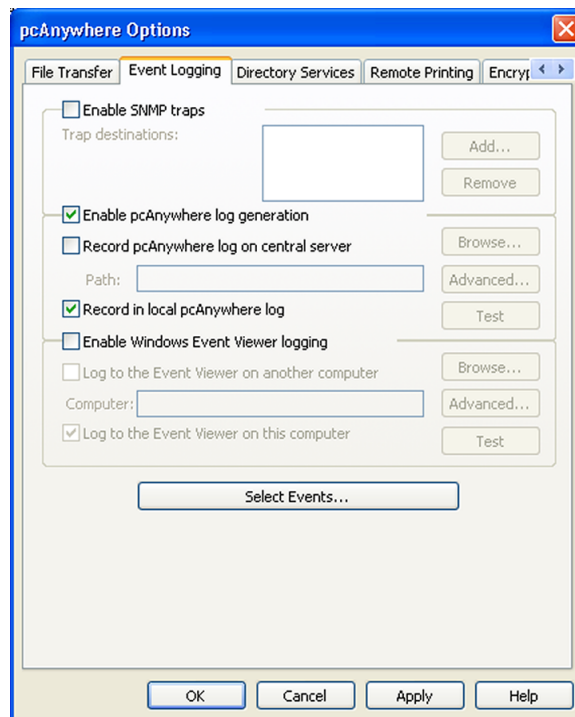 pcAnywhere Options
File Transfer Event Logging Directory Services Remote Printing
Enable SNMP traps
Trap destinations:
Add...
Remove
Enable pcAnywhere log generation
Record pcAnywhere log on central server
Browse...
Path:
Advanced...
Record in local pcAnywhere log
Test
Enable Windows Event Viewer logging
Log to the Event Viewer on another computer
Browse...
Computer:
Advanced...
Log to the Event Viewer on this computer
Test
Select Events...
OK Cancel Apply Help